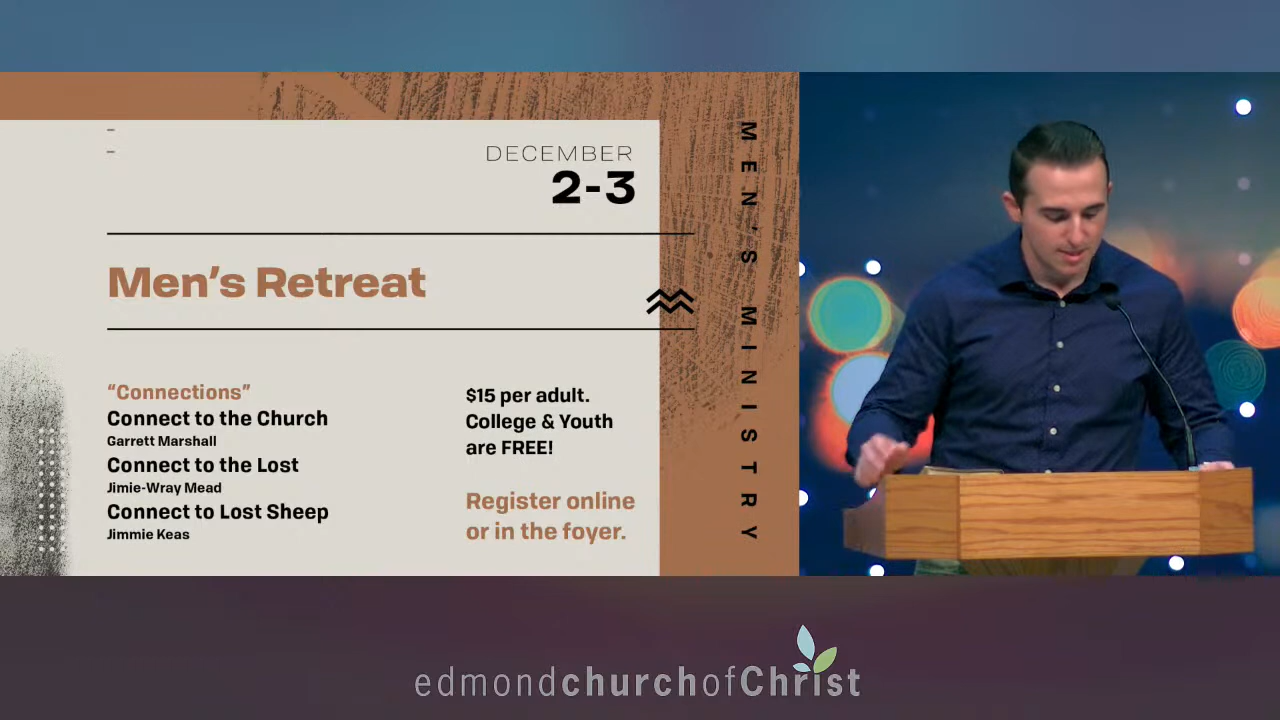 DECEMBER
2-3
Men's Retreat
"Connections"
Connect to the Church
Garrett Marshall
Connect to the Lost
Jimie-Wray Mead
Connect to Lost Sheep
Jimmie Keas
$15 per adult.
College & Youth
are FREE!
Register online
or in the foyer.
MEN'S MINISTRY
edmondchurchofChrist